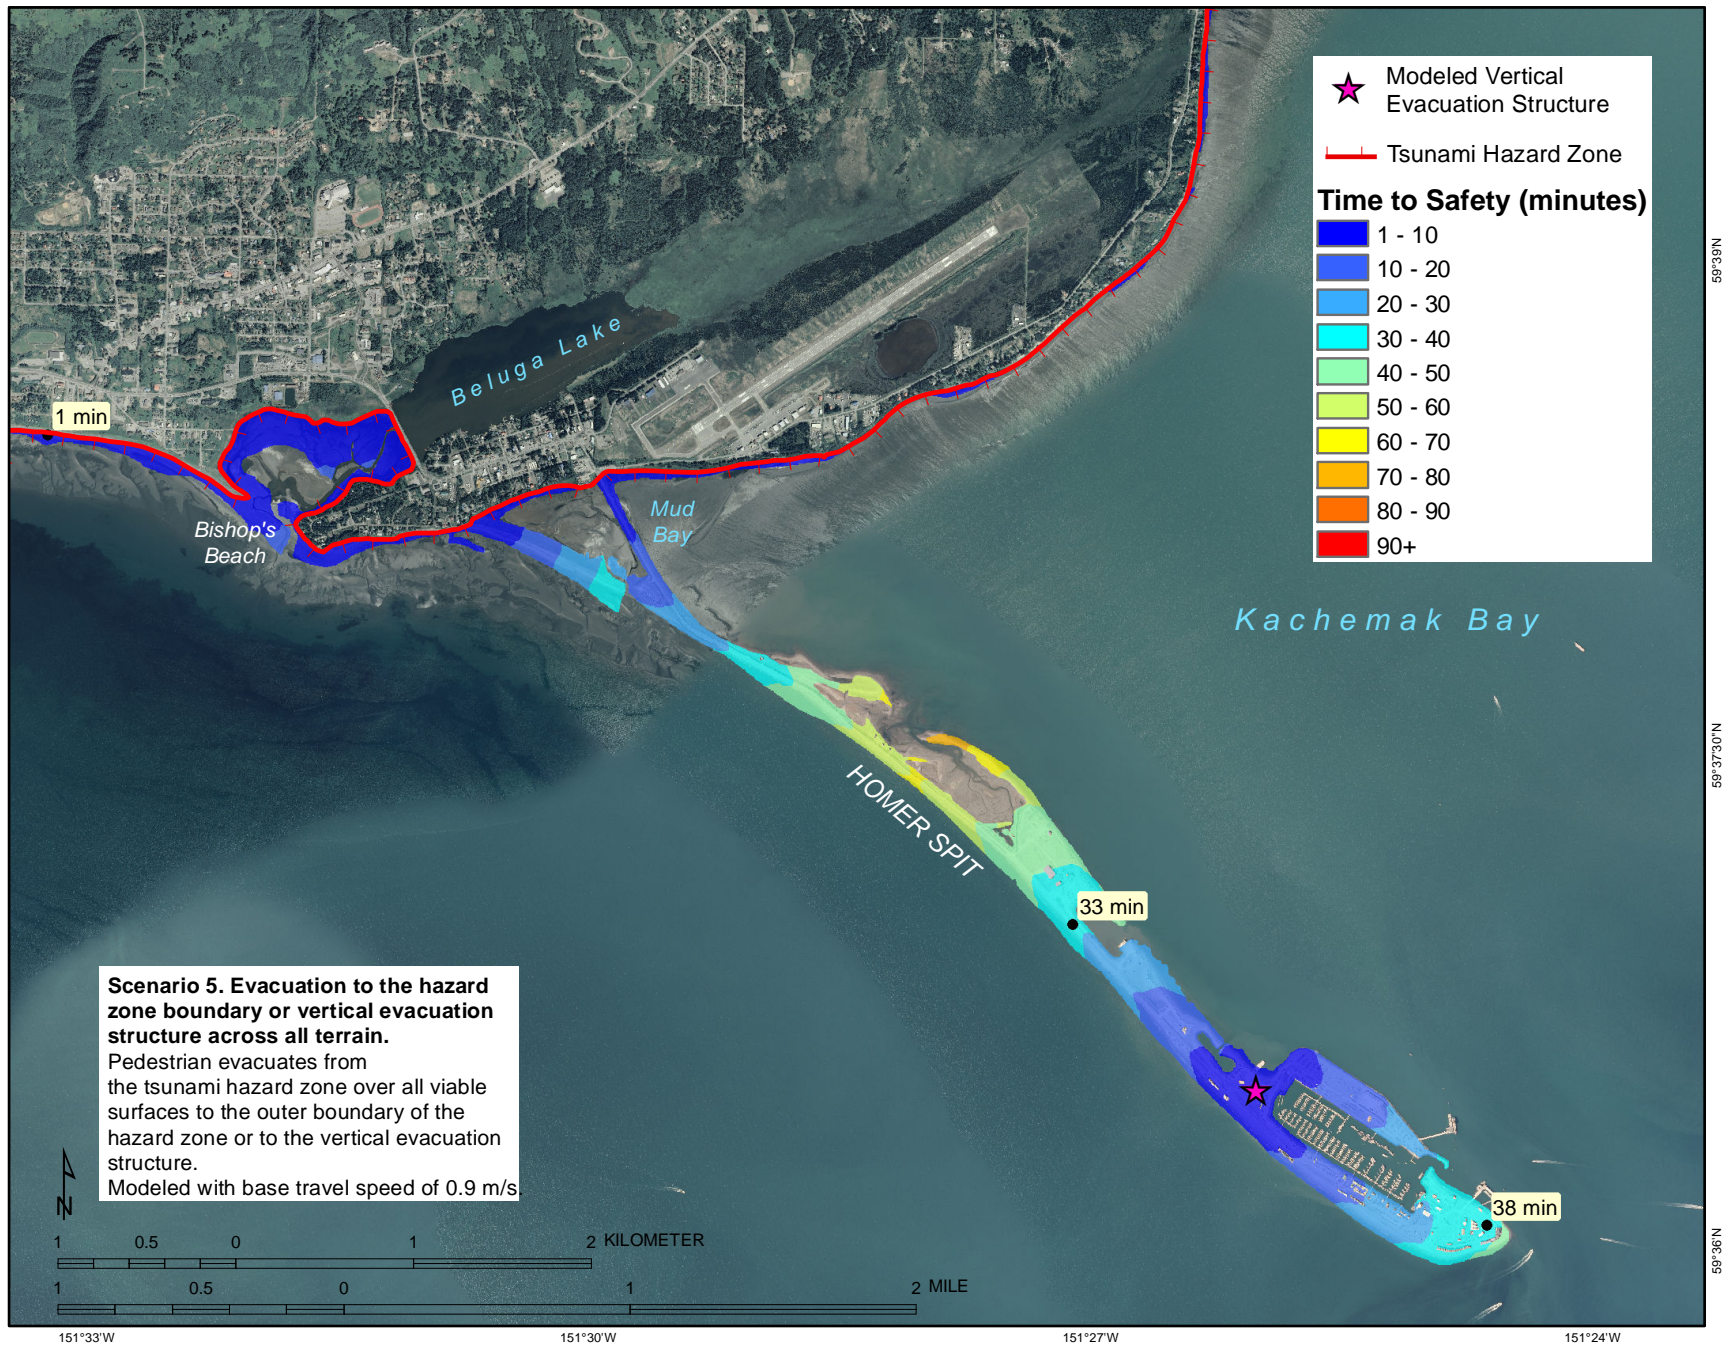 Modeled Vertical
Evacuation Structure
Tsunami Hazard Zone
Time to Safety (minutes)
1 - 10
10 - 20
20 - 30
30 - 40
40 - 50
50 - 60
60 - 70
70 - 80
80 - 90
90+
59°39'N
Beluga Lake
1 min
Mud
Bay
Bishop's
Beach
Kachemak Bay
59°37'30"N
HOMER SPIT
33 min
Scenario 5. Evacuation to the hazard
zone boundary or vertical evacuation
structure across all terrain.
Pedestrian evacuates from
the tsunami hazard zone over all viable
surfaces to the outer boundary of the
hazard zone or to the vertical evacuation
structure.
Modeled with base travel speed of 0.9 m/s.
N
38 min
59°36'N
1 0.5 0 1 2 KILOMETER
1 0.5 0 1 2 MILE
151°33'W 151°30'W 151°27'W 151°24'W